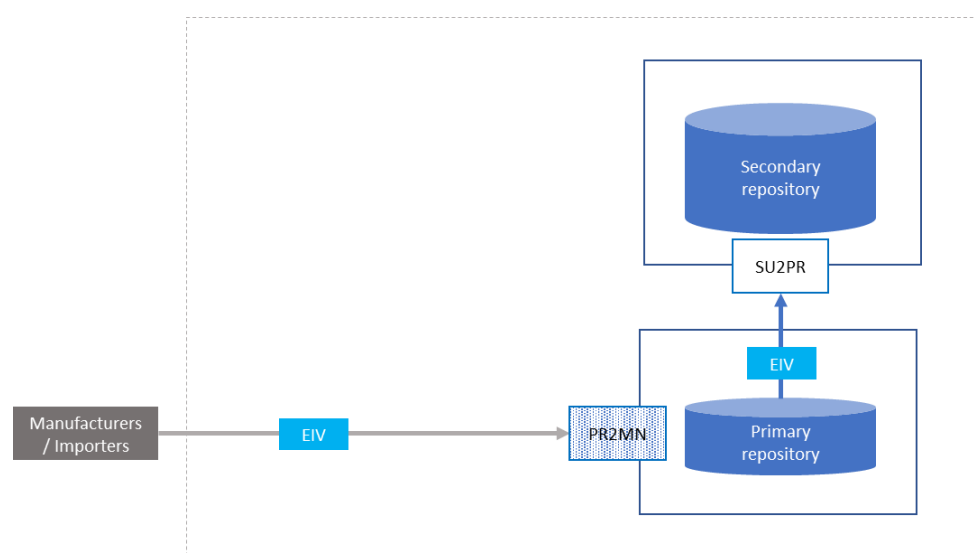 Secondary
repository
SU2PR
EIV
Manufacturers
/ Importers
EIV
PR2MN
Primary
repository